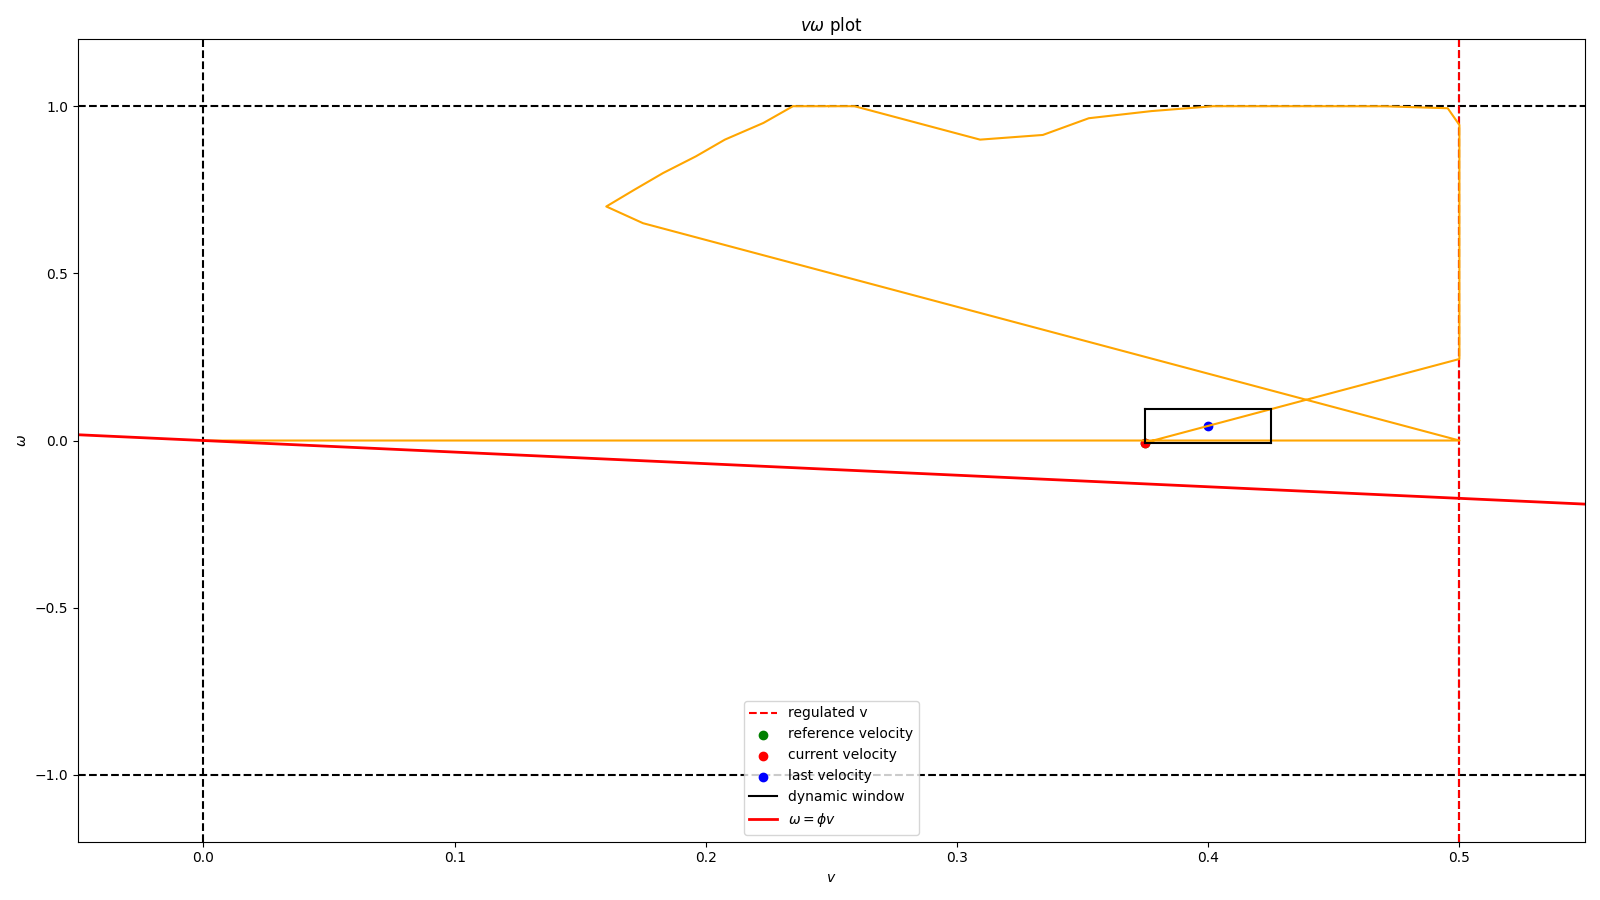 vω plot
1.0
0.5
0.0
−0.5
−1.0
ω
0.0
0.1
0.2
0.3
0.4
0.5
v
regulated v
reference velocity
current velocity
last velocity
dynamic window
ω = ϕv